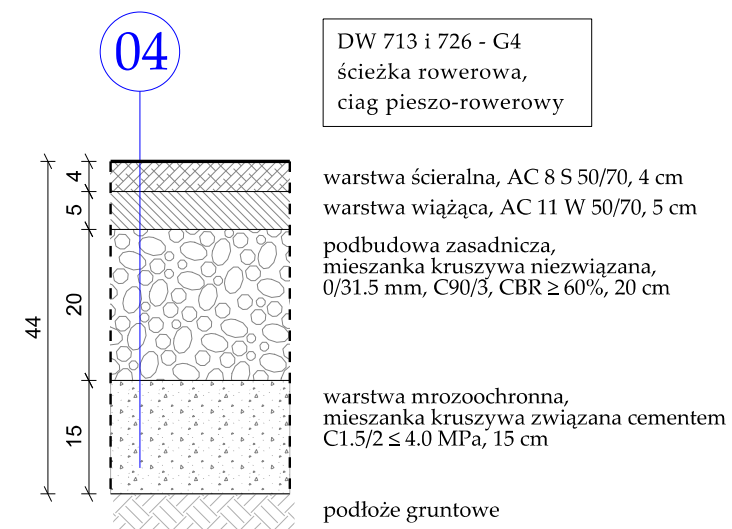 04
DW 713 i 726 - G4
ścieżka rowerowa,
ciag pieszo-rowerowy
4
warstwa ścieralna, AC 8 S 50/70, 4 cm
5
warstwa wiążąca, AC 11 W 50/70, 5 cm
podbudowa zasadnicza,
mieszanka kruszywa niezwiązana,
0/31.5 mm, C90/3, CBR ≥ 60%, 20 cm
20
44
warstwa mrozoochronna,
mieszanka kruszywa związana cementem
C1.5/2 ≤ 4.0 MPa, 15 cm
15
podłoże gruntowe